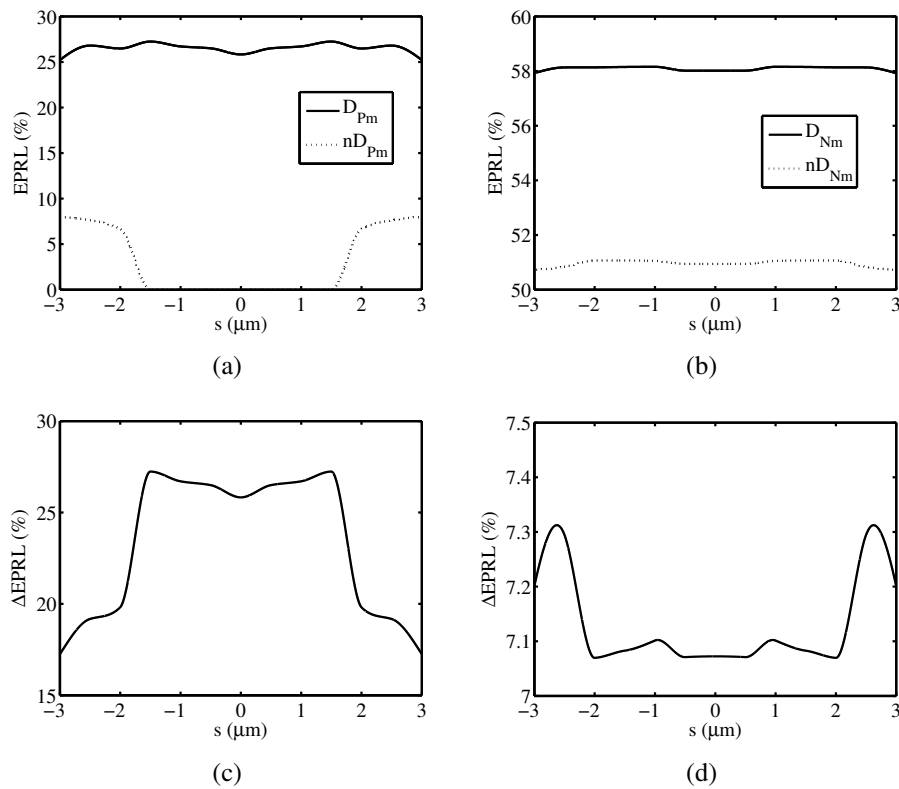 30
25
20
15
10
5
0
EPRL (%)
D_Pm
nD_Pm
−3 −2 −1 0 1 2 3
s (μm)
(a)
60
58
56
54
52
50
EPRL (%)
D_Nm
nD_Nm
−3 −2 −1 0 1 2 3
s (μm)
(b)
30
25
20
15
ΔEPRL (%)
−3 −2 −1 0 1 2 3
s (μm)
(c)
7.5
7.4
7.3
7.2
7.1
7
ΔEPRL (%)
−3 −2 −1 0 1 2 3
s (μm)
(d)